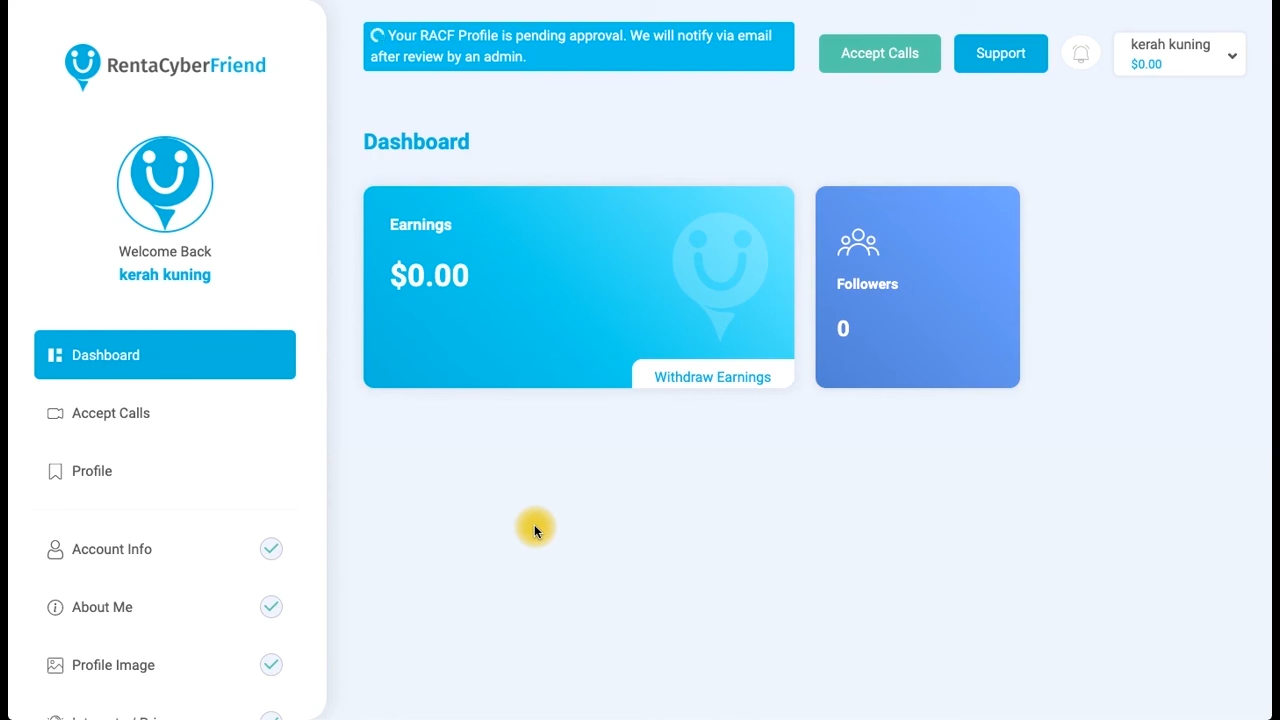 RentaCyberFriend
Your RACF Profile is pending approval. We will notify via email
after review by an admin.
Accept Calls
Support
kerah kuning
$0.00
Welcome Back
kerah kuning
Dashboard
Accept Calls
Profile
Account Info
About Me
Profile Image
Dashboard
Earnings
$0.00
Withdraw Earnings
Followers
0